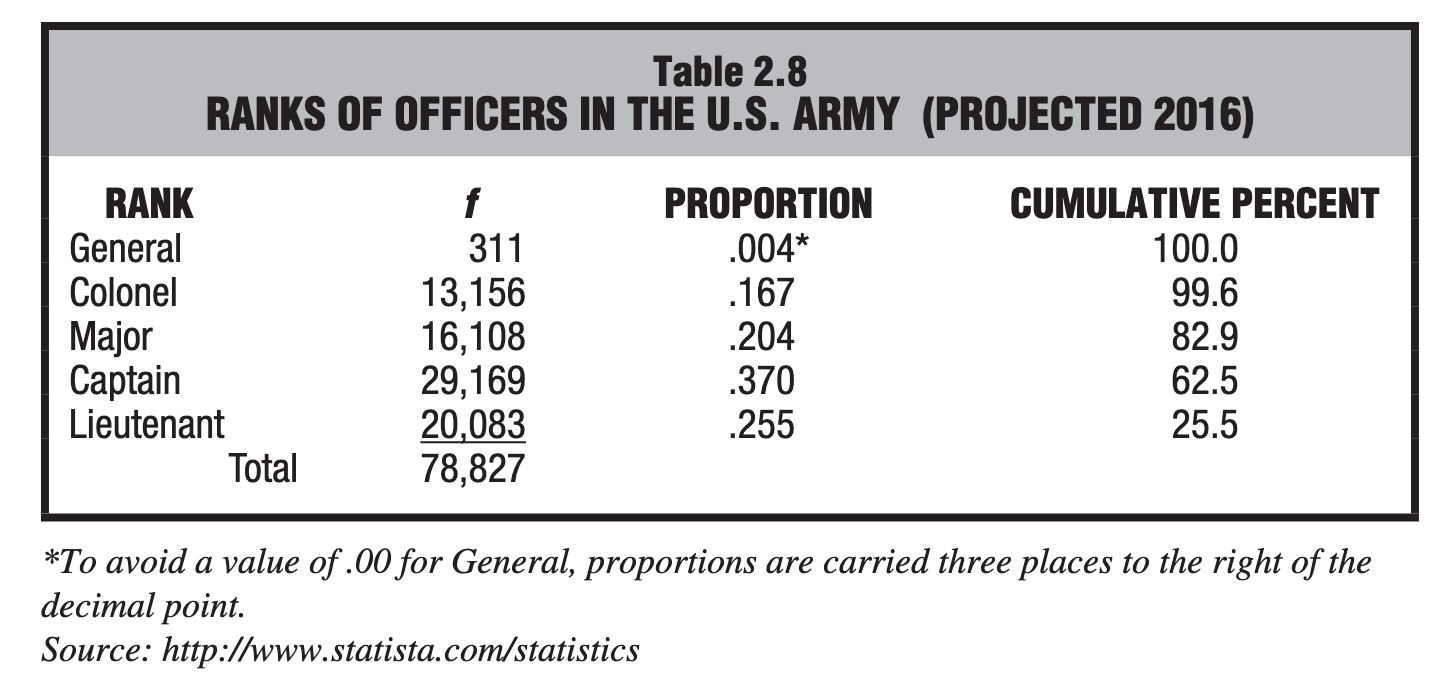 Table 2.8
RANKS OF OFFICERS IN THE U.S. ARMY (PROJECTED 2016)
RANK f PROPORTION CUMULATIVE PERCENT
General 311 .004* 100.0
Colonel 13,156 .167 99.6
Major 16,108 .204 82.9
Captain 29,169 .370 62.5
Lieutenant 20,083 .255 25.5
Total 78,827
*To avoid a value of .00 for General, proportions are carried three places to the right of the
decimal point.
Source: http://www.statista.com/statistics